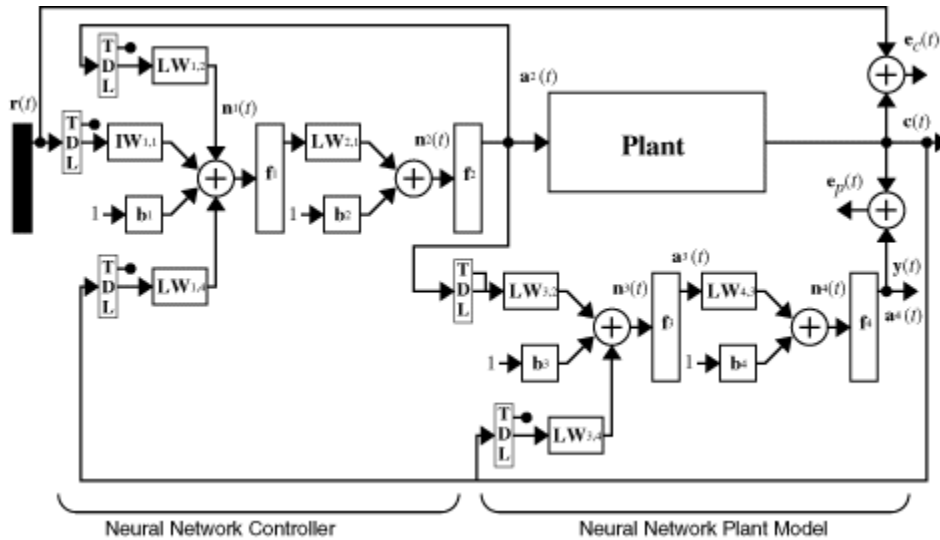 r(t)
T
D
L
LW1,2
n1(t)
T
D
L
IW1,1
1
b1
T
D
L
LW1,4
f1
LW2,1
1
b2
n2(t)
f2
a2 (t)
Plant
ec(t)
c(t)
ep(t)
y(t)
a4 (t)
T
D
L
LW3,2
1
b3
T
D
L
LW3,4
n3(t)
f3
a3 (t)
LW4,3
1
b4
n4(t)
f4
Neural Network Controller
Neural Network Plant Model